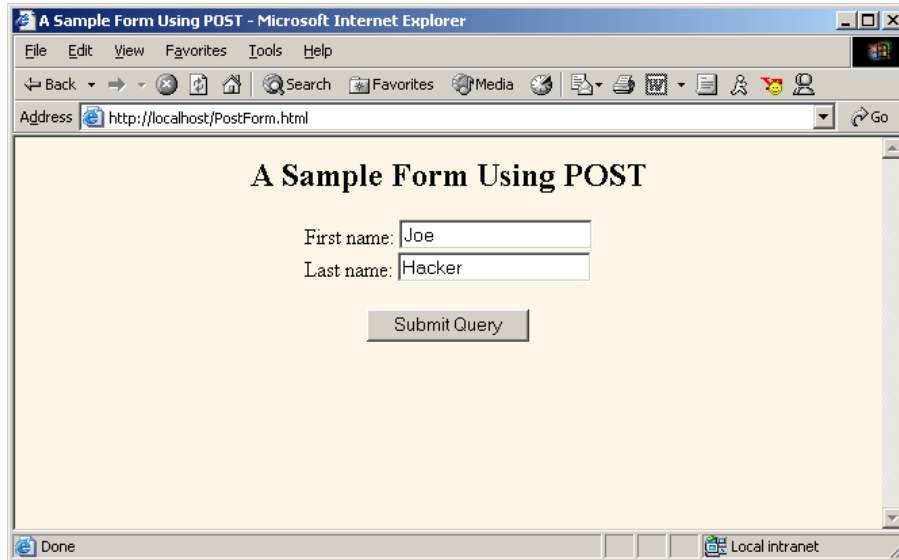 A Sample Form Using POST - Microsoft Internet Explorer
File Edit View Favorites Tools Help
Back Search Favorites Media
Address http://localhost/PostForm.html Go
A Sample Form Using POST
First name: Joe
Last name: Hacker
Submit Query
Done Local intranet